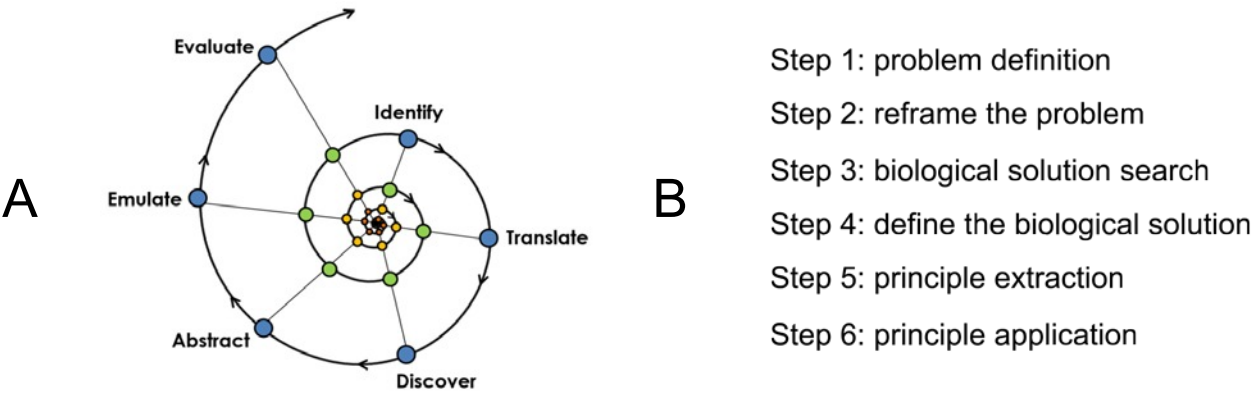 A
Evaluate
Identify
Emulate
Translate
Abstract
Discover
B
Step 1: problem definition
Step 2: reframe the problem
Step 3: biological solution search
Step 4: define the biological solution
Step 5: principle extraction
Step 6: principle application